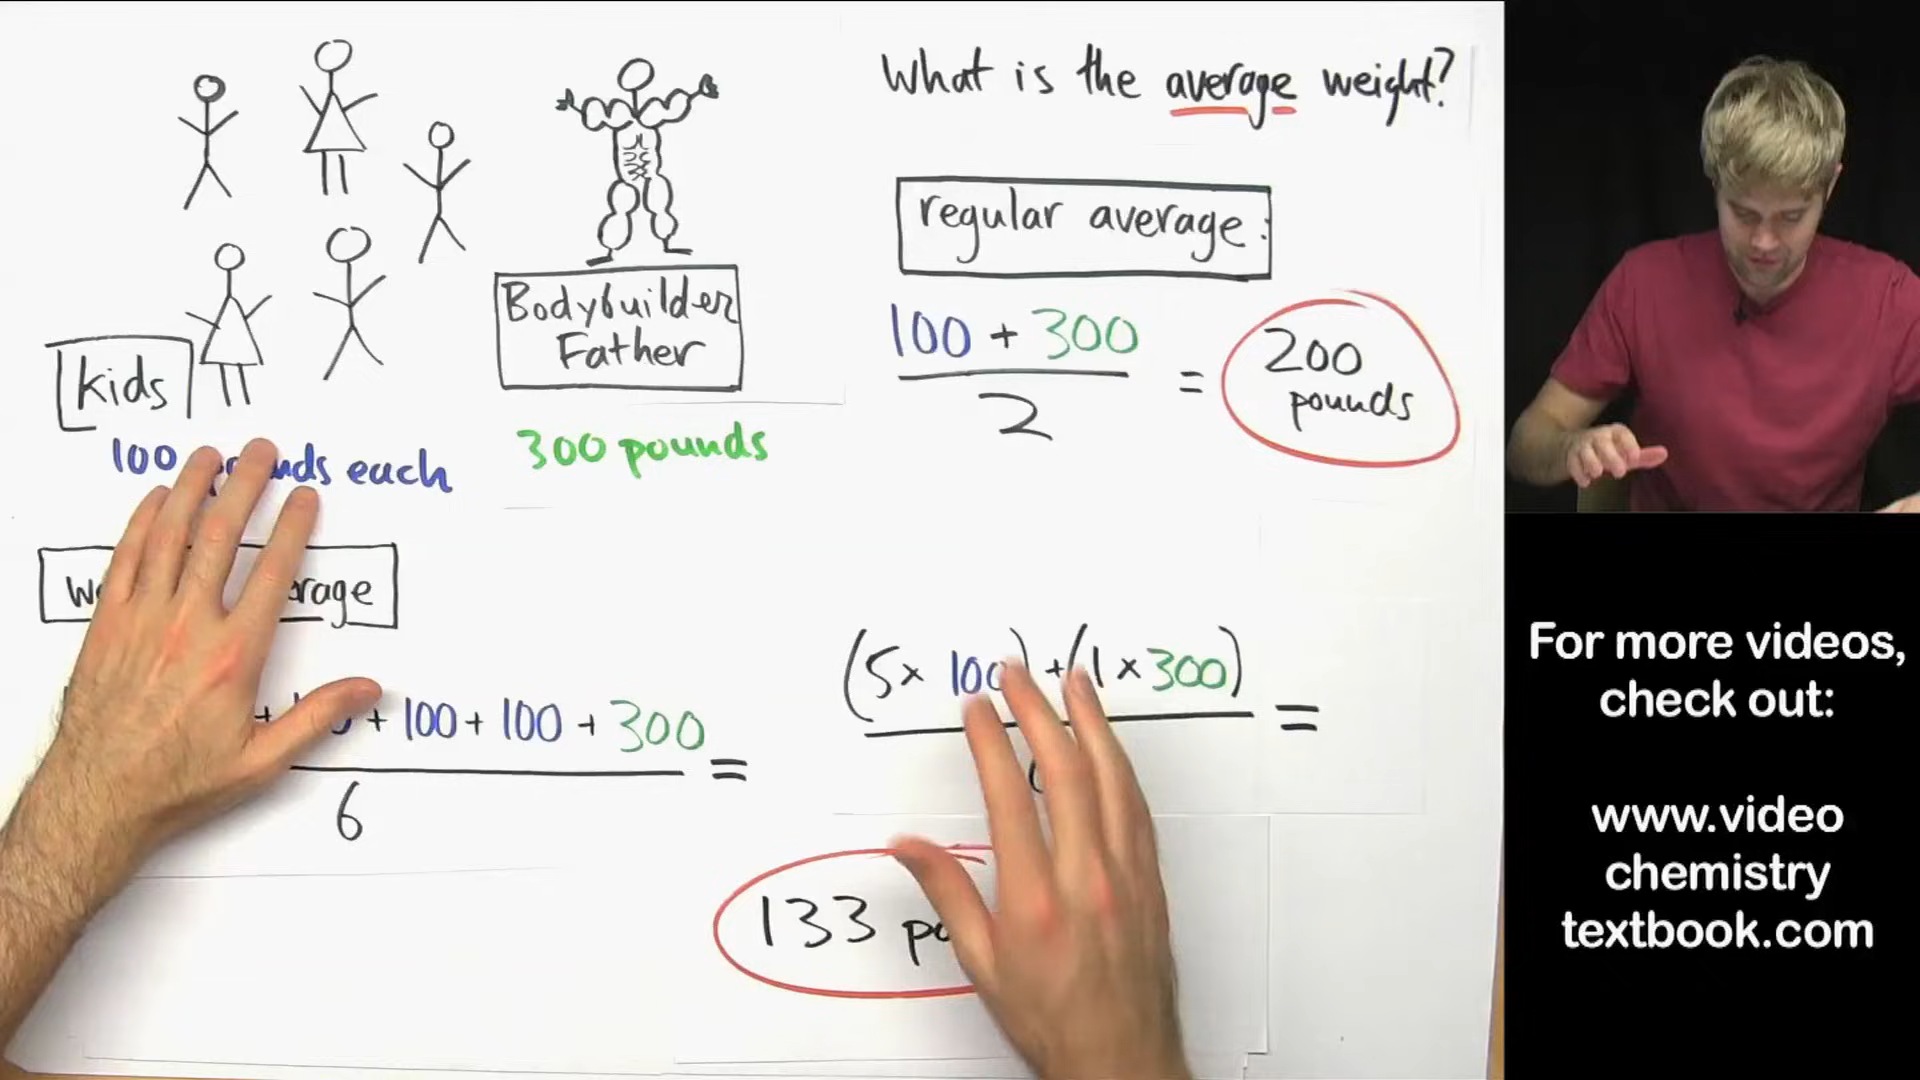 What is the average weight?
regular average:
100 + 300
2
=
200
pounds
Bodybuilder
Father
kids
100 pounds each
300 pounds
rage
+ + 100 + 100 + 300
6
=
(5 × 100) + (1 × 300)
=
133
For more videos,
check out:
www.video
chemistry
textbook.com